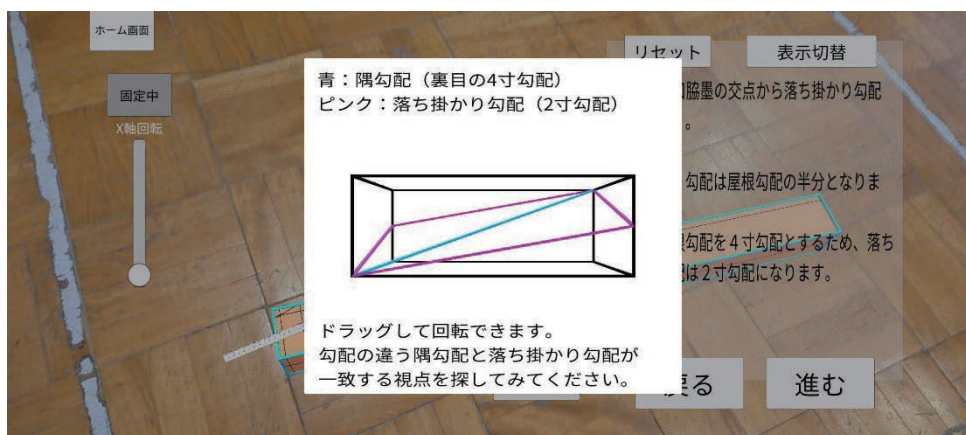 ホーム画面
リセット
表示切替
固定中
X軸回転
青：隅勾配（裏目の4寸勾配）
ピンク：落ち掛かり勾配（2寸勾配）
ドラッグして回転できます。
勾配の違う隅勾配と落ち掛かり勾配が
一致する視点を探してみてください。
脇墨の交点から落ち掛かり勾配
。
勾配は屋根勾配の半分となりま
勾配を４寸勾配とするため、落ち
は２寸勾配になります。
る
進む